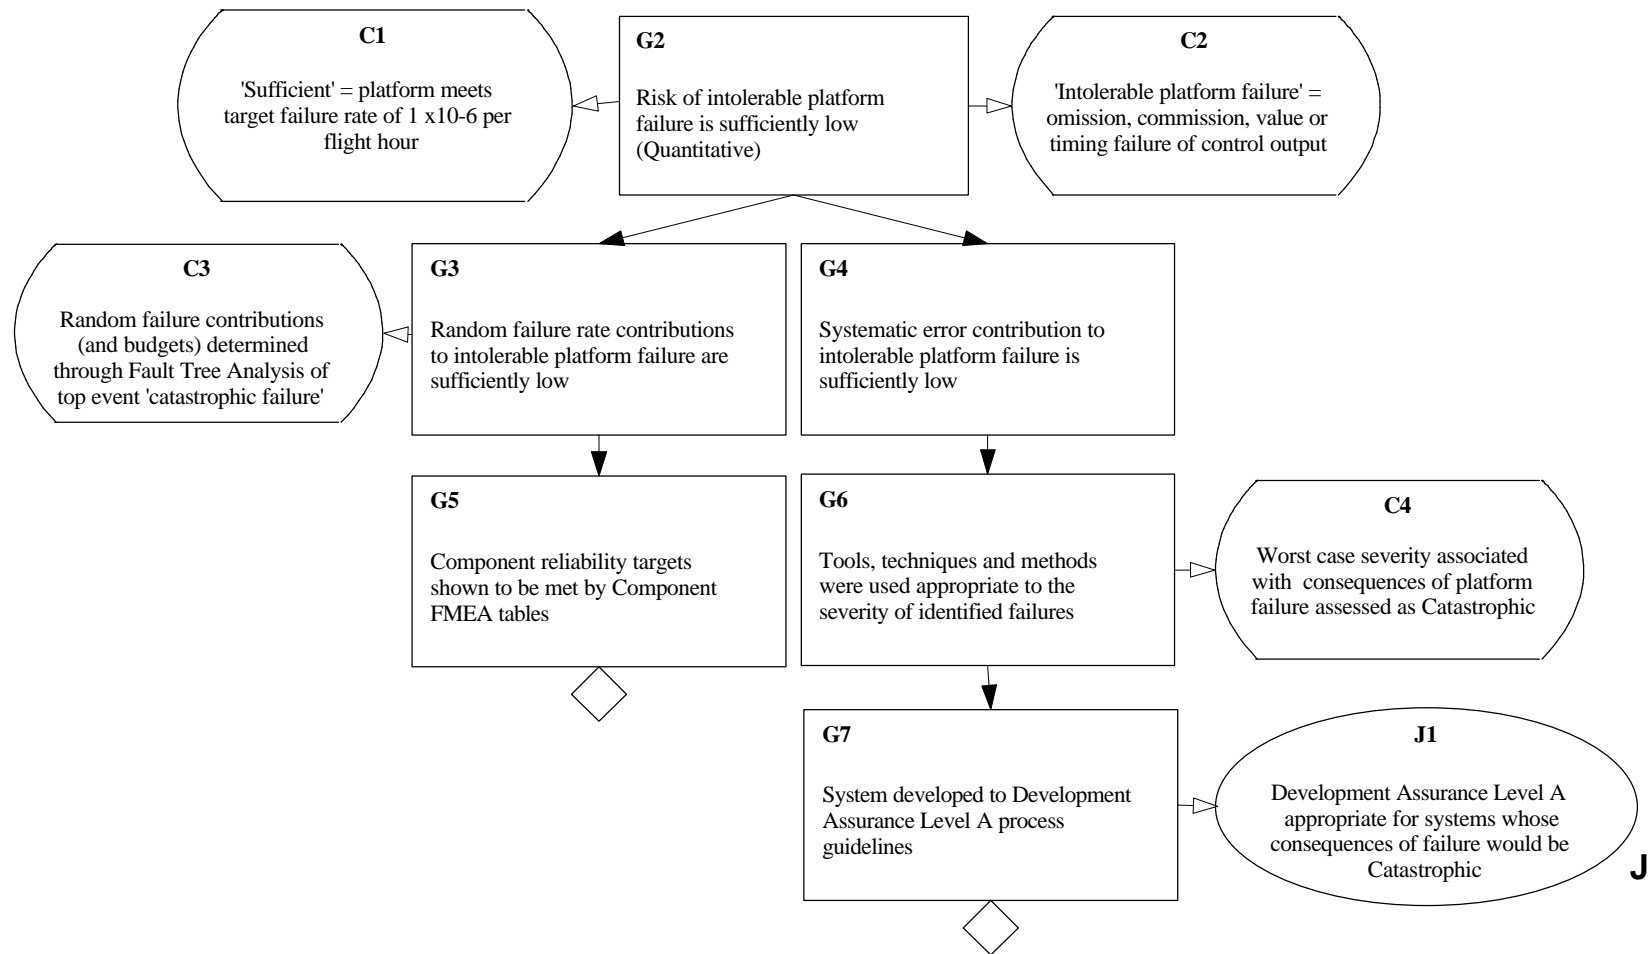 C1
'Sufficient' = platform meets
target failure rate of 1 x10-6 per
flight hour
G2
Risk of intolerable platform
failure is sufficiently low
(Quantitative)
C2
'Intolerable platform failure' =
omission, commission, value or
timing failure of control output
C3
Random failure contributions
(and budgets) determined
through Fault Tree Analysis of
top event 'catastrophic failure'
G3
Random failure rate contributions
to intolerable platform failure are
sufficiently low
G4
Systematic error contribution to
intolerable platform failure is
sufficiently low
G5
Component reliability targets
shown to be met by Component
FMEA tables
G6
Tools, techniques and methods
were used appropriate to the
severity of identified failures
C4
Worst case severity associated
with consequences of platform
failure assessed as Catastrophic
G7
System developed to Development
Assurance Level A process
guidelines
J1
Development Assurance Level A
appropriate for systems whose
consequences of failure would be
Catastrophic
J